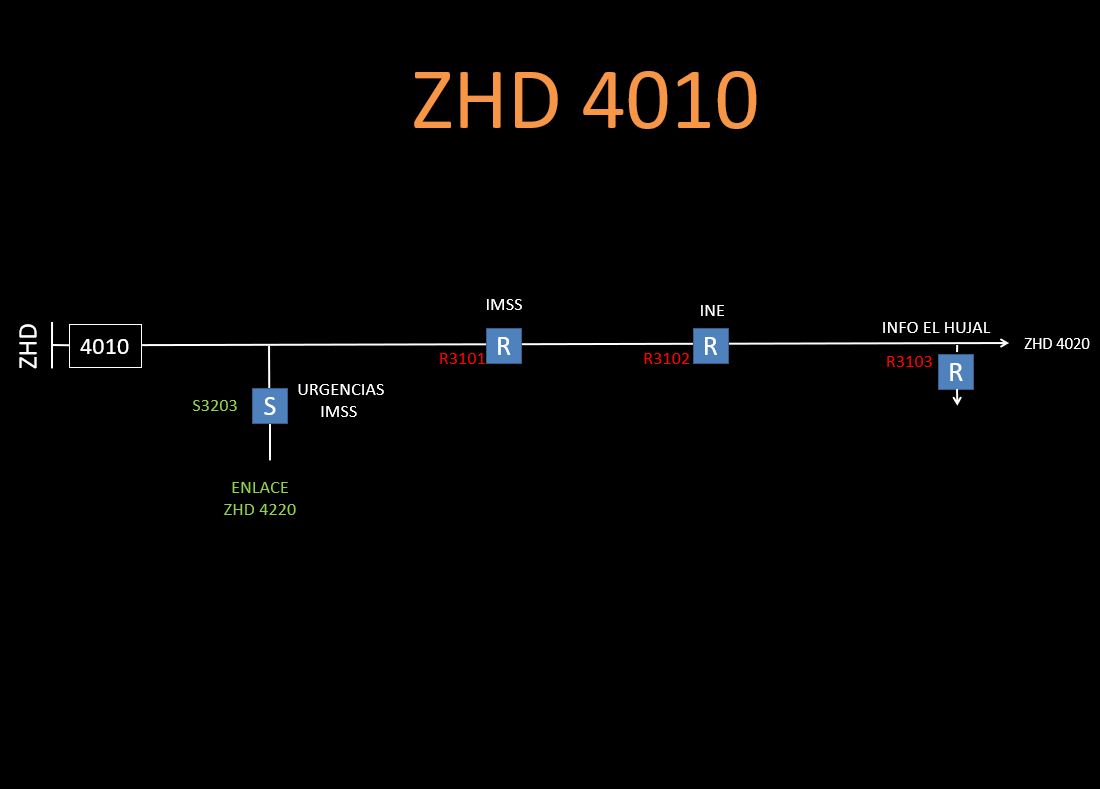 ZHD 4010
ZHD
4010
IMSS
R
R3101
INE
R
R3102
INFO EL HUJAL
ZHD 4020
R3103
R
S3203
S
URGENCIAS
IMSS
ENLACE
ZHD 4220